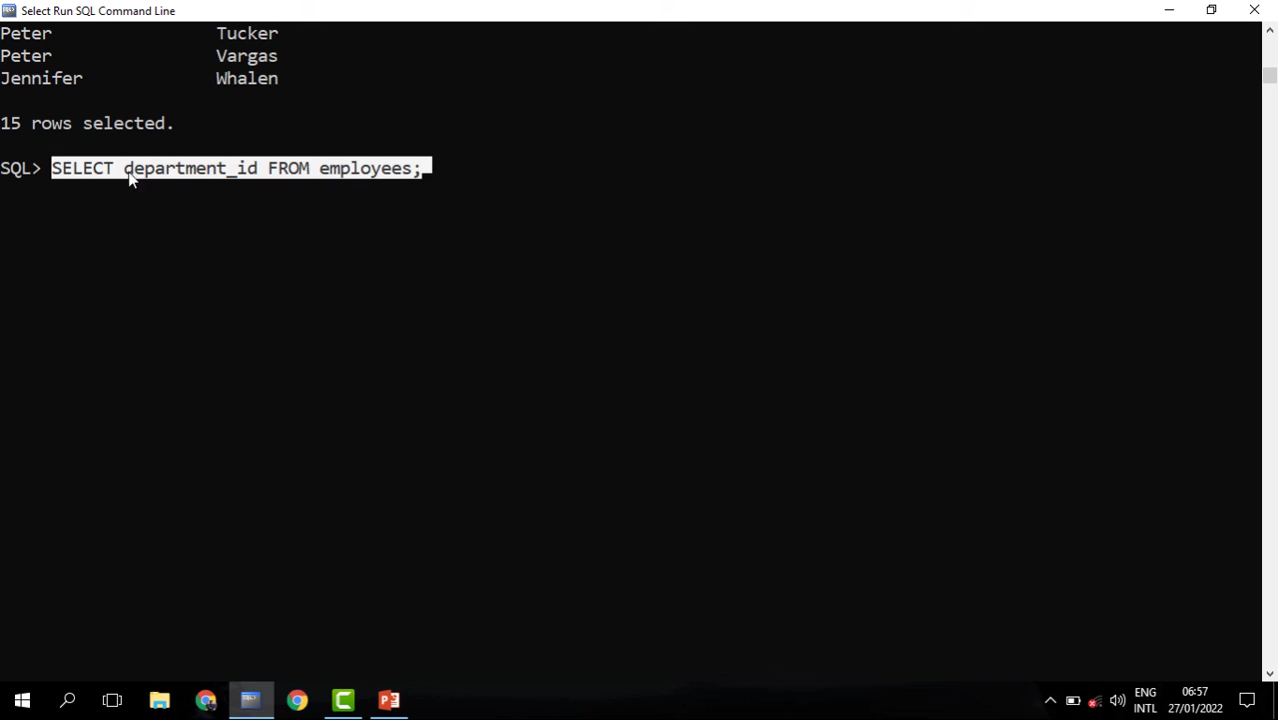 Select Run SQL Command Line
Peter Tucker
Peter Vargas
Jennifer Whalen
15 rows selected.
SQL> SELECT department_id FROM employees;
ENG
INTL
06:57
27/01/2022